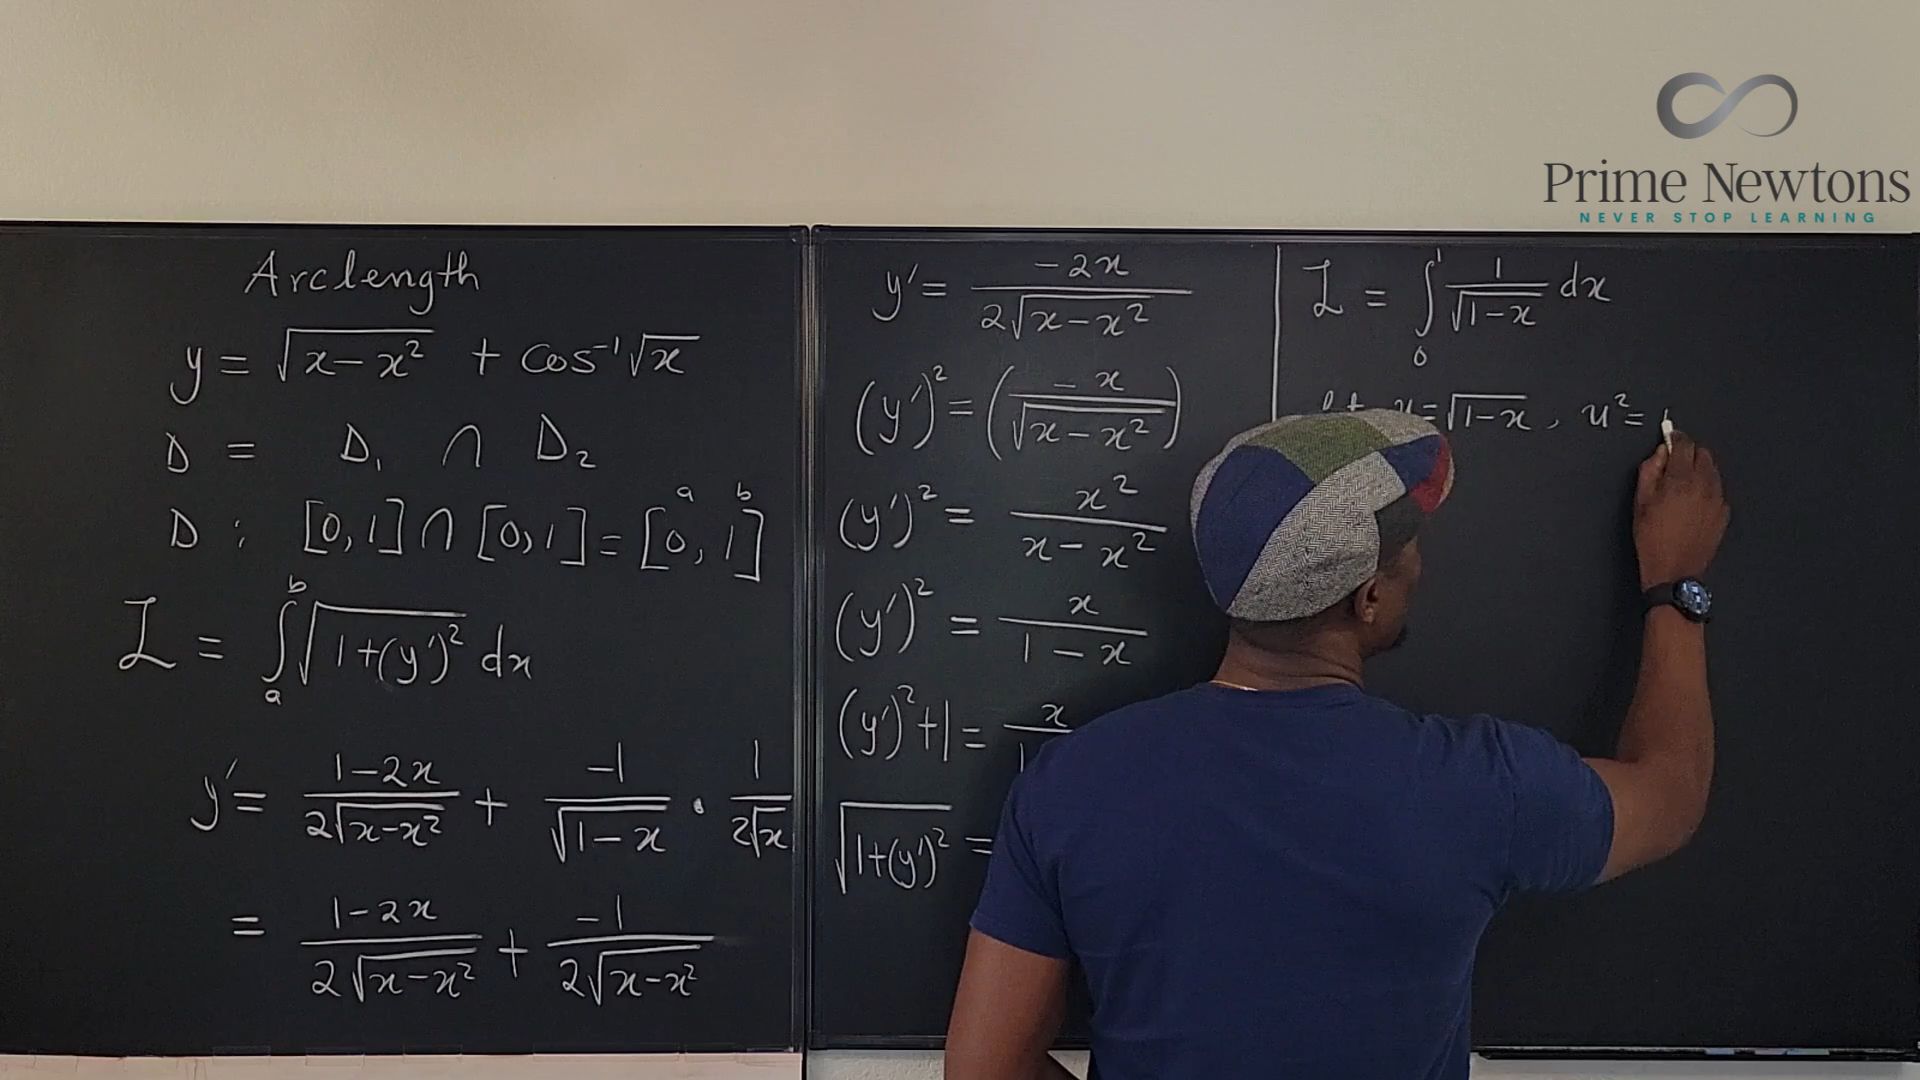 Arclength
y = √(x-x²) + cos⁻¹√x
D = D₁ ∩ D₂
D : [0,1] ∩ [0,1] = [0, 1]
a b
L = ∫ₐᵇ √(1+(y')²) dx
y' = (1-2x)/(2√(x-x²)) + (-1)/(√(1-x)) · 1/(2√x)
= (1-2x)/(2√(x-x²)) + (-1)/(2√(x-x²))
y' = (-2x)/(2√(x-x²))
(y')² = ((-x)/(√(x-x²)))²
(y')² = x²/(x-x²)
(y')² = x/(1-x)
(y')²+1 = x
√(1+(y')²) =
L = ∫₀¹ 1/(√(1-x)) dx
u = √(1-x), u² =
Prime Newtons
NEVER STOP LEARNING